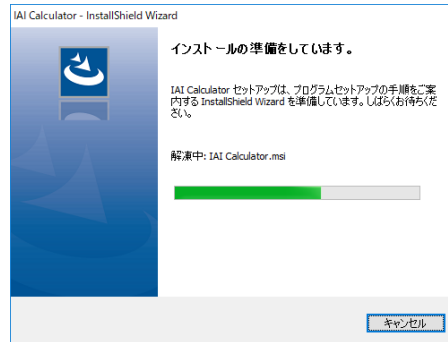 IAI Calculator - InstallShield Wizard
インストールの準備をしています。
IAI Calculator セットアップは、プログラムセットアップの手順をご案
内する InstallShield Wizard を準備しています。しばらくお待ちくだ
さい。
解凍中: IAI Calculator.msi
キャンセル